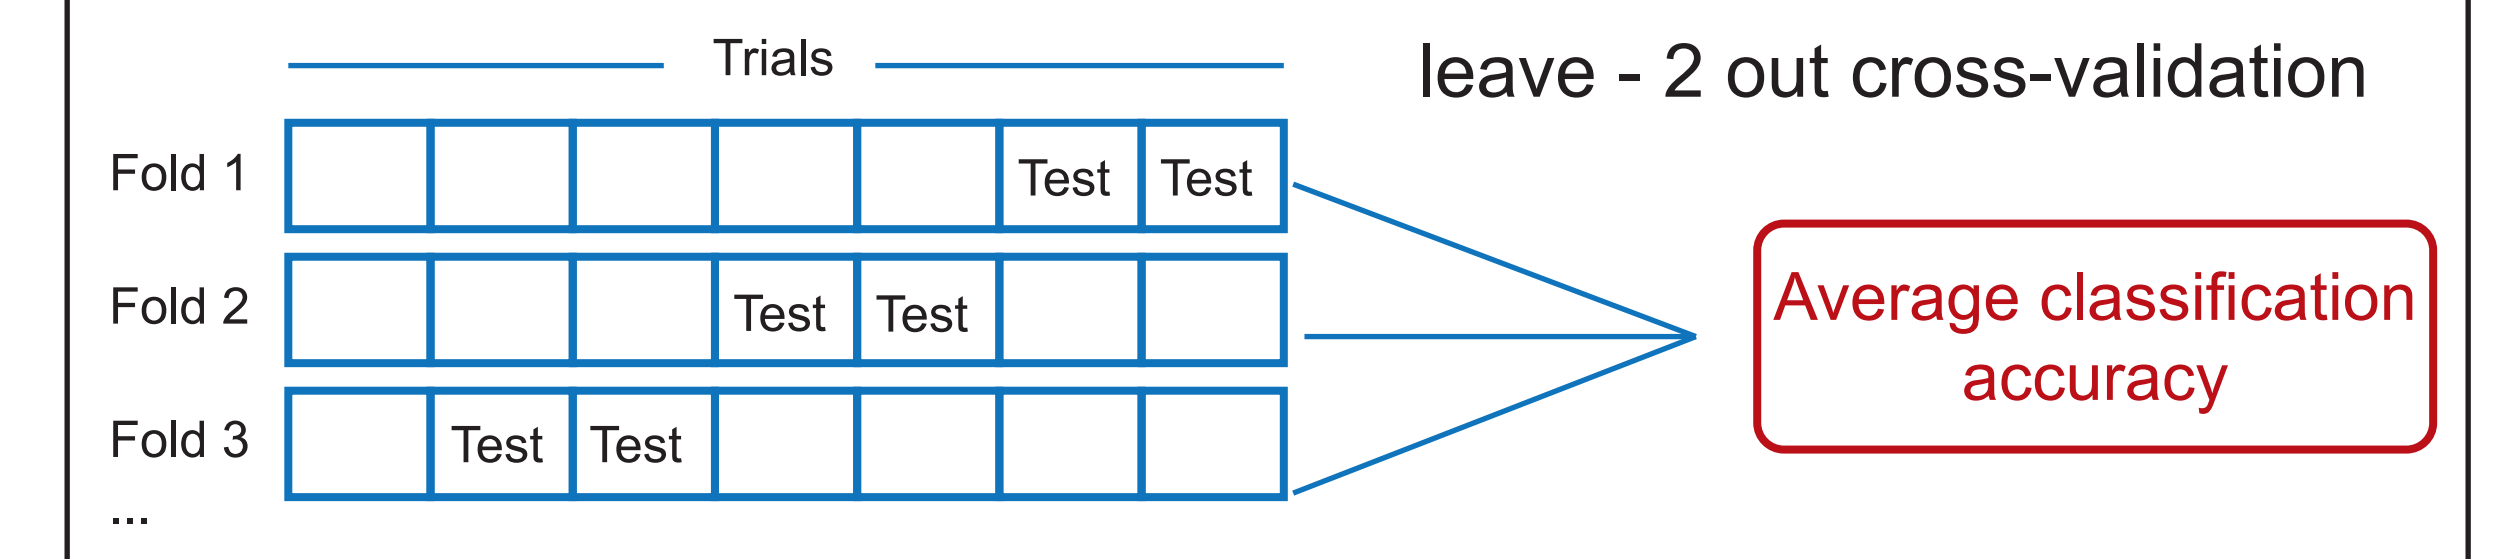 Trials
leave - 2 out cross-validation
Fold 1
Test Test
Fold 2
Test Test
Average classification
accuracy
Fold 3
Test Test
...